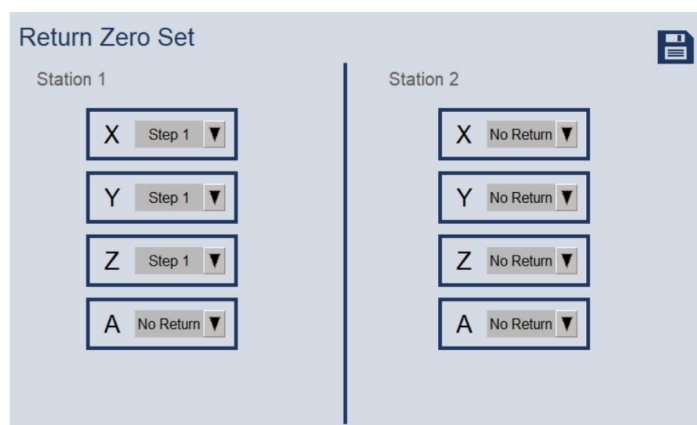 Return Zero Set
Station 1
X Step 1
Y Step 1
Z Step 1
A No Return
Station 2
X No Return
Y No Return
Z No Return
A No Return